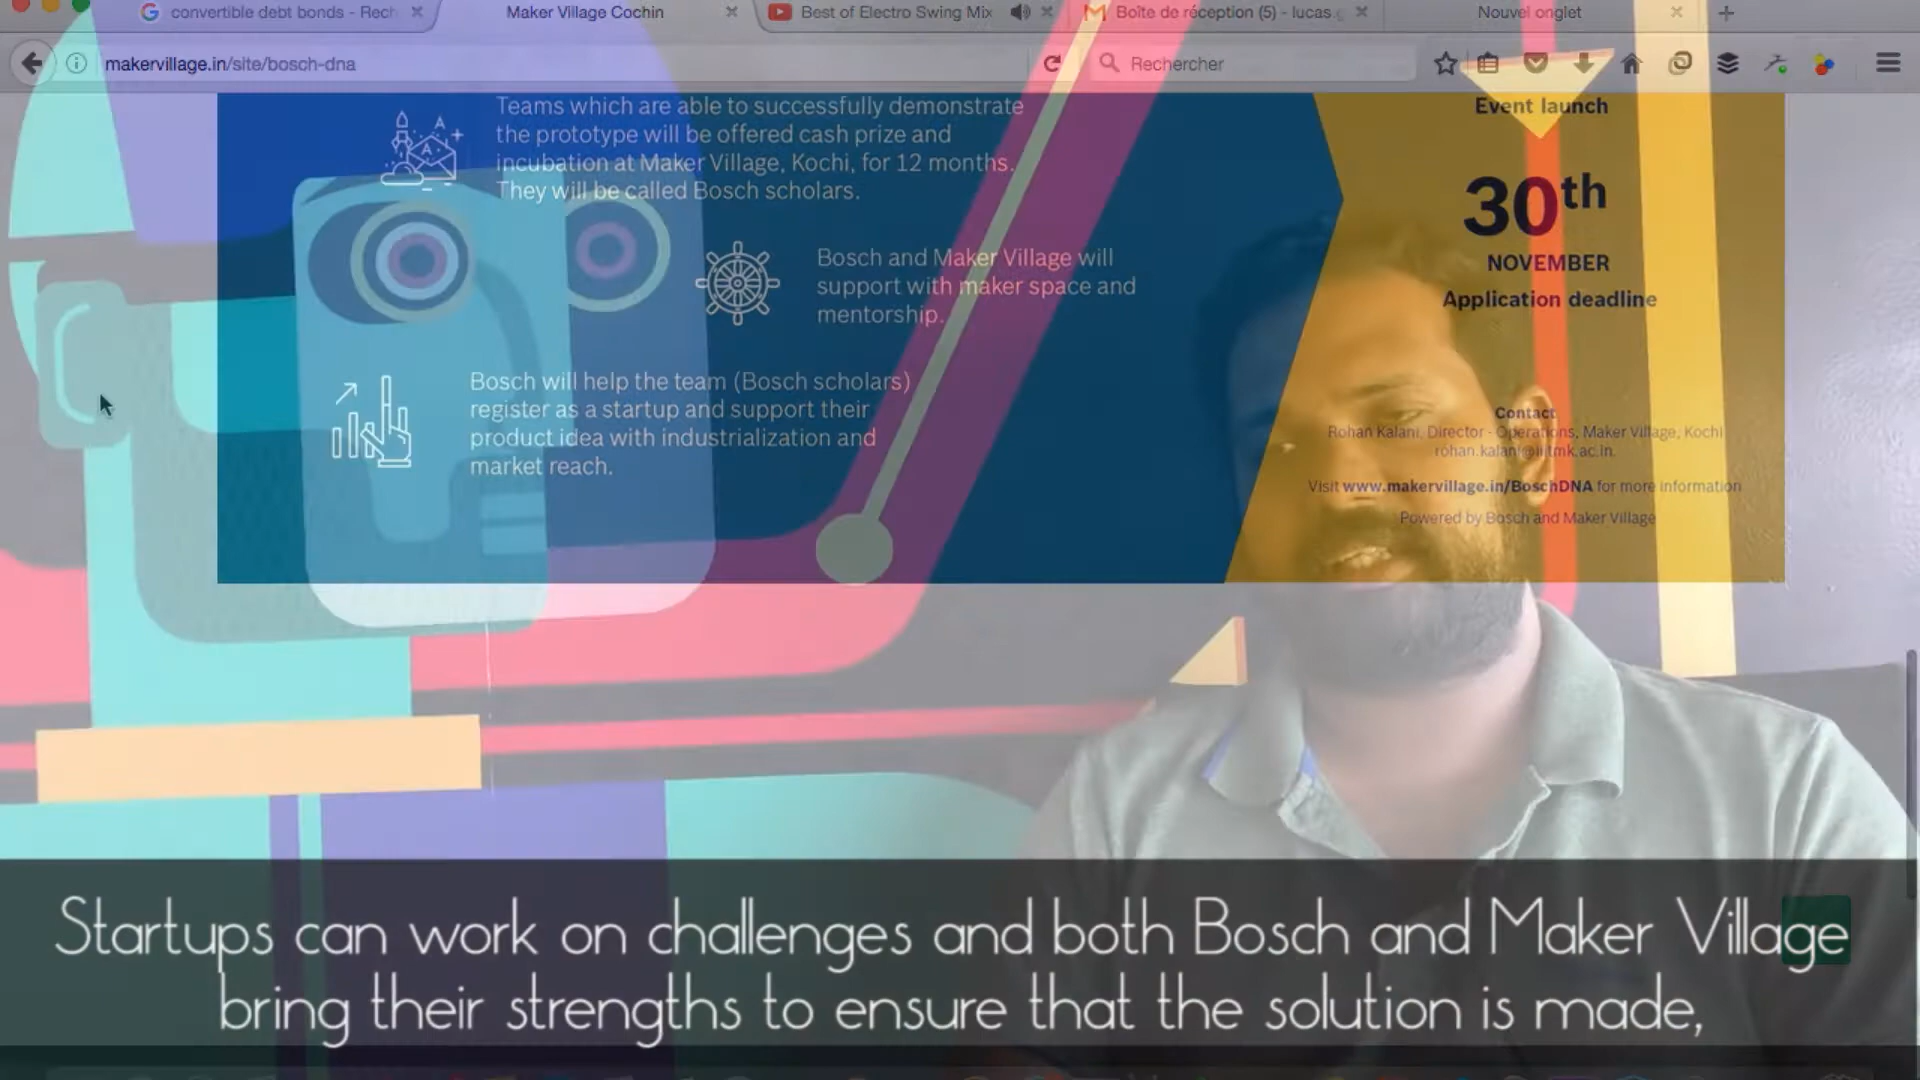 convertible debt bonds - Rech
Maker Village Cochin
Best of Electro Swing Mix
Boîte de réception (5) - lucas.g
Nouvel onglet
makervillage.in/site/bosch-dna
Rechercher
Teams which are able to successfully demonstrate
the prototype will be offered cash prize and
incubation at Maker Village, Kochi, for 12 months.
They will be called Bosch scholars.
Bosch and Maker Village will
support with maker space and
mentorship.
Bosch will help the team (Bosch scholars)
register as a startup and support their
product idea with industrialization and
market reach.
Event launch
30th
NOVEMBER
Application deadline
Contact
Rohan Kalani, Director - Operations, Maker Village, Kochi
rohan.kalani@iiitmk.ac.in.
Visit www.makervillage.in/BoschDNA for more information
Powered by Bosch and Maker Village
Startups can work on challenges and both Bosch and Maker Village
bring their strengths to ensure that the solution is made,